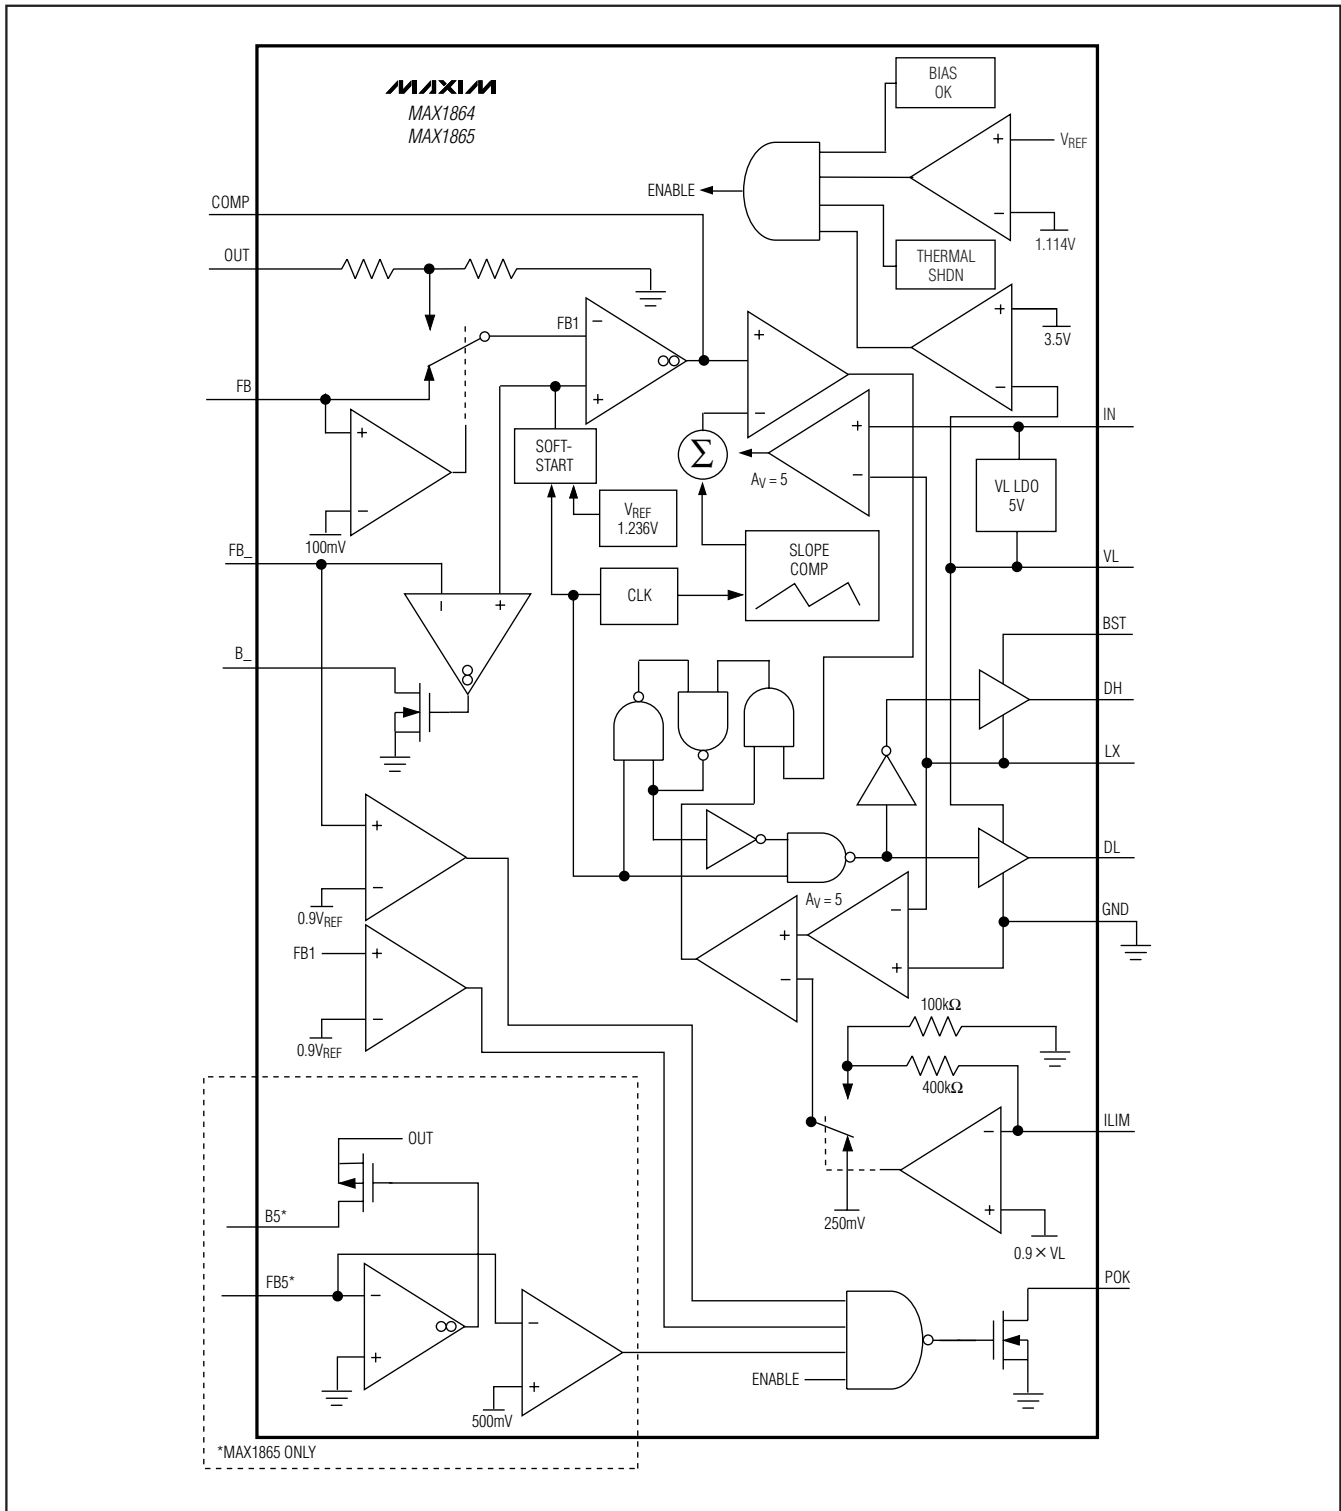 MAXIM
MAX1864
MAX1865
BIAS
OK
+
VREF
ENABLE
−
1.114V
COMP
THERMAL
SHDN
OUT
FB1
−
+
3.5V
+
−
FB
+
−
+
IN
+
SOFT-
START
Σ
AV = 5
−
VL LDO
5V
VREF
1.236V
−
100mV
SLOPE
COMP
FB_
VL
CLK
−
+
BST
B_
DH
LX
+
DL
−
0.9VREF
AV = 5
−
GND
FB1
+
+
+
−
−
0.9VREF
100kΩ
400kΩ
−
ILIM
OUT
B5*
250mV
+
0.9 × VL
FB5*
−
POK
−
+
+
ENABLE
500mV
*MAX1865 ONLY